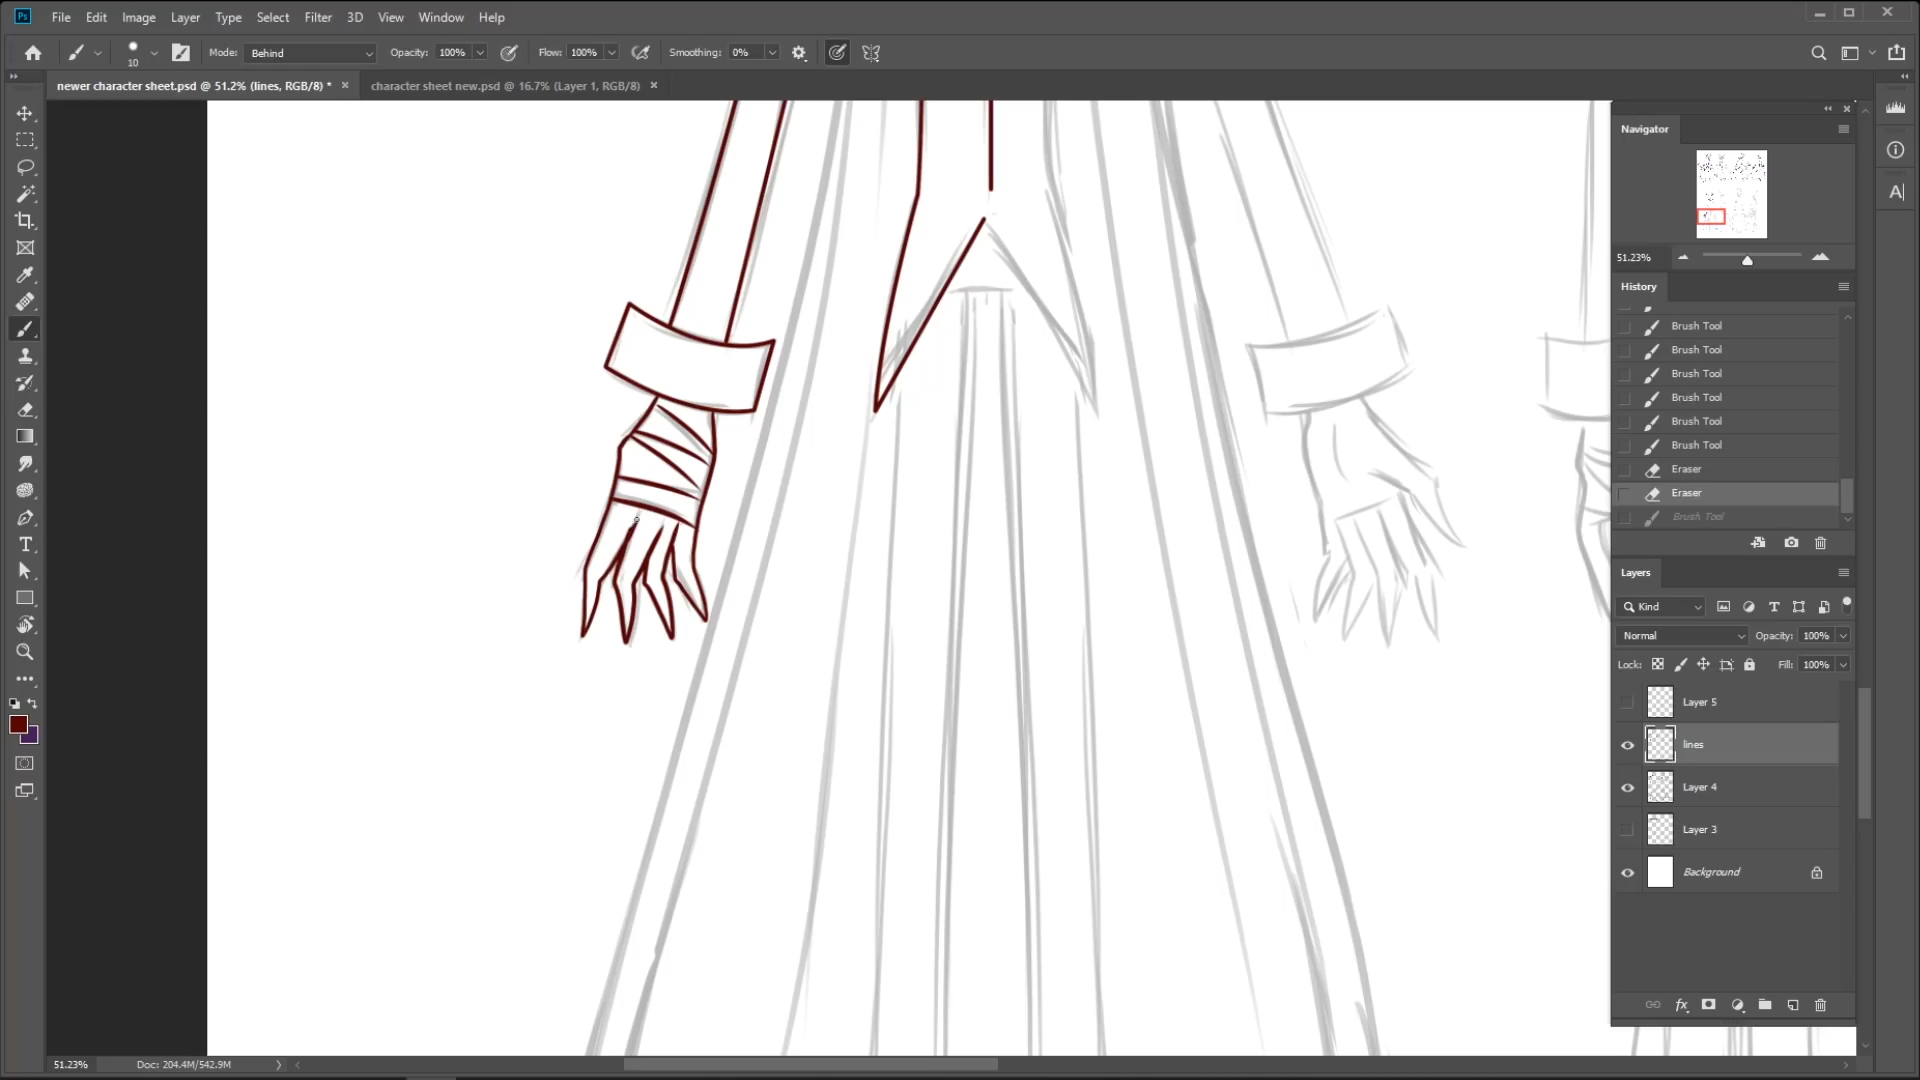 Ps File Edit Image Layer Type Select Filter 3D View Window Help
10 Mode: Behind Opacity: 100% Flow: 100% Smoothing: 0%
newer character sheet.psd @ 51.2% (lines, RGB/8) * × character sheet new.psd @ 16.7% (Layer 1, RGB/8) ×
Navigator
51.23%
History
Brush Tool
Brush Tool
Brush Tool
Brush Tool
Brush Tool
Brush Tool
Eraser
Eraser
Brush Tool
Layers
Kind
Normal Opacity: 100%
Lock: Fill: 100%
Layer 5
lines
Layer 4
Layer 3
Background
fx
T
A
51.23% Doc: 204.4M/542.9M